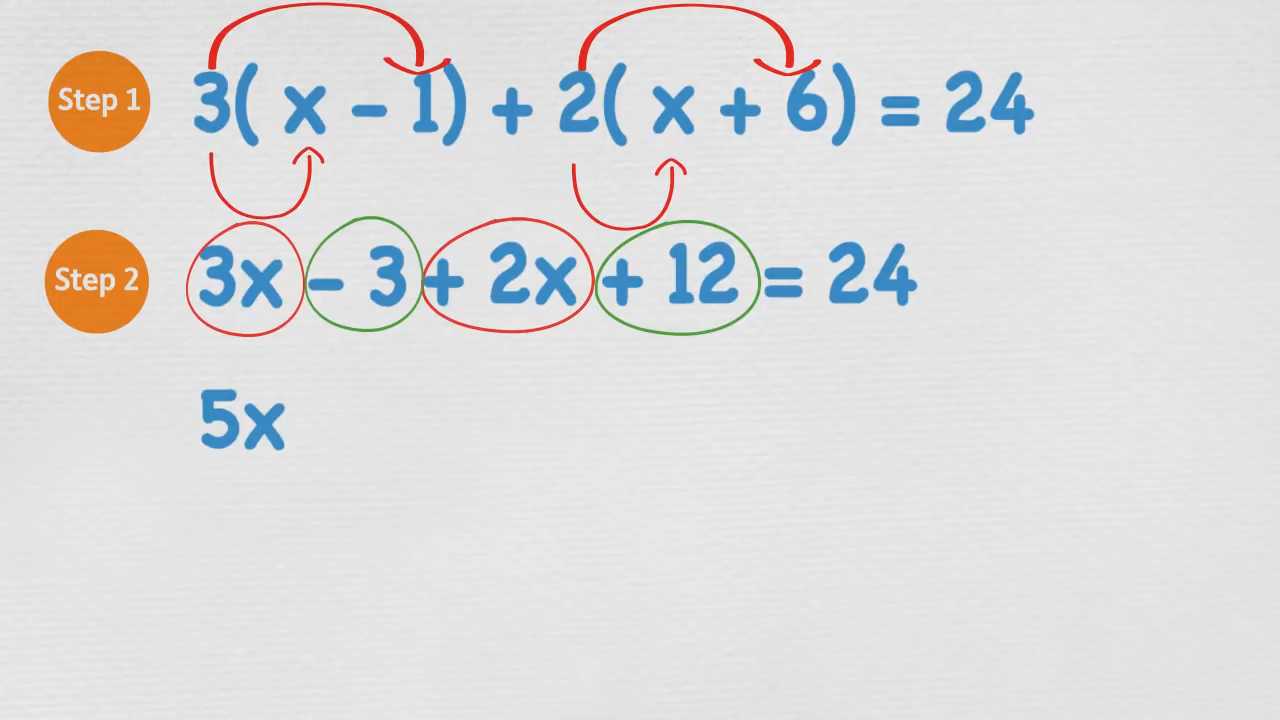 Step 1 3( x - 1) + 2( x + 6) = 24
Step 2 3x - 3 + 2x + 12 = 24
5x